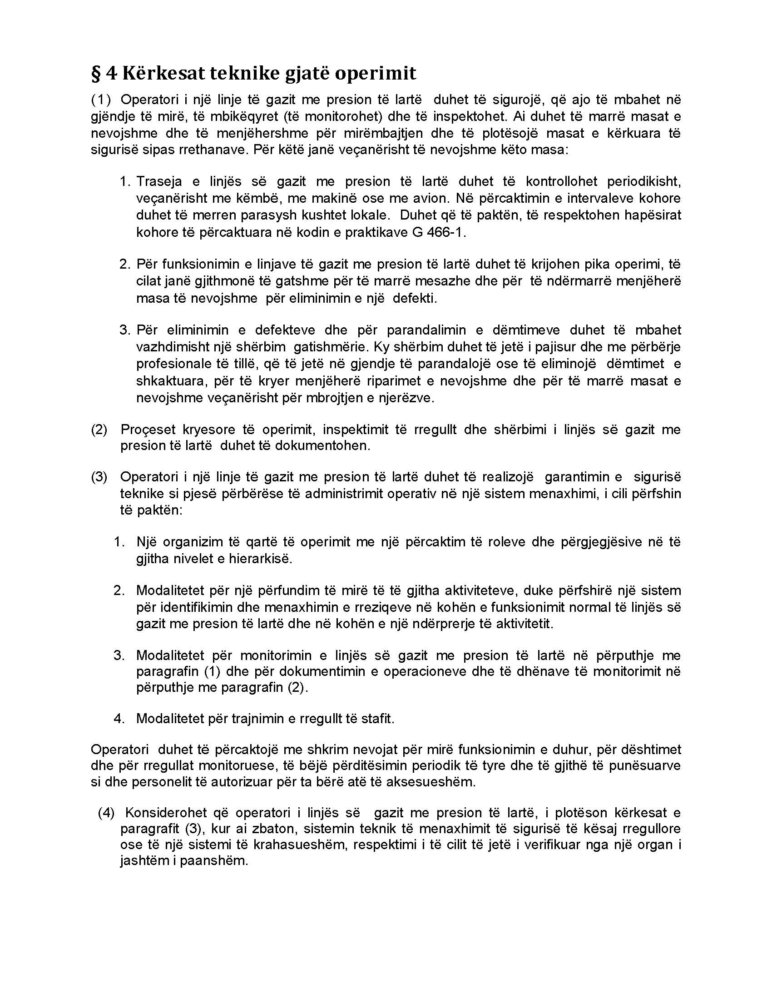 § 4 Kërkesat teknike gjatë operimit
(1) Operatori i një linje të gazit me presion të lartë duhet të sigurojë, që ajo të mbahet në
gjëndje të mirë, të mbikëqyret (të monitorohet) dhe të inspektohet. Ai duhet të marrë masat e
nevojshme dhe të menjëhershme për mirëmbajtjen dhe të plotësojë masat e kërkuara të
sigurisë sipas rrethanave. Për këtë janë veçanërisht të nevojshme këto masa:
1. Traseja e linjës së gazit me presion të lartë duhet të kontrollohet periodikisht,
veçanërisht me këmbë, me makinë ose me avion. Në përcaktimin e intervaleve kohore
duhet të merren parasysh kushtet lokale. Duhet që të paktën, të respektohen hapësirat
kohore të përcaktuara në kodin e praktikave G 466-1.
2. Për funksionimin e linjave të gazit me presion të lartë duhet të krijohen pika operimi, të
cilat janë gjithmonë të gatshme për të marrë mesazhe dhe për të ndërmarrë menjëherë
masa të nevojshme për eliminimin e një defekti.
3. Për eliminimin e defekteve dhe për parandalimin e dëmtimeve duhet të mbahet
vazhdimisht një shërbim gatishmërie. Ky shërbim duhet të jetë i pajisur dhe me përbërje
profesionale të tillë, që të jetë në gjendje të parandalojë ose të eliminojë dëmtimet e
shkaktuara, për të kryer menjëherë riparimet e nevojshme dhe për të marrë masat e
nevojshme veçanërisht për mbrojtjen e njerëzve.
(2) Proçeset kryesore të operimit, inspektimit të rregullt dhe shërbimi i linjës së gazit me
presion të lartë duhet të dokumentohen.
(3) Operatori i një linje të gazit me presion të lartë duhet të realizojë garantimin e sigurisë
teknike si pjesë përbërëse të administrimit operativ në një sistem menaxhimi, i cili përfshin
të paktën:
1. Një organizim të qartë të operimit me një përcaktim të roleve dhe përgjegjësive në të
gjitha nivelet e hierarkisë.
2. Modalitetet për një përfundim të mirë të të gjitha aktiviteteve, duke përfshirë një sistem
për identifikimin dhe menaxhimin e rreziqeve në kohën e funksionimit normal të linjës së
gazit me presion të lartë dhe në kohën e një ndërprerje të aktivitetit.
3. Modalitetet për monitorimin e linjës së gazit me presion të lartë në përputhje me
paragrafin (1) dhe për dokumentimin e operacioneve dhe të dhënave të monitorimit në
përputhje me paragrafin (2).
4. Modalitetet për trajnimin e rregullt të stafit.
Operatori duhet të përcaktojë me shkrim nevojat për mirë funksionimin e duhur, për dështimet
dhe për rregullat monitoruese, të bëjë përditësimin periodik të tyre dhe të gjithë të punësuarve
si dhe personelit të autorizuar për ta bërë atë të aksesueshëm.
(4) Konsiderohet që operatori i linjës së gazit me presion të lartë, i plotëson kërkesat e
paragrafit (3), kur ai zbaton, sistemin teknik të menaxhimit të sigurisë të kësaj rregullore
ose të një sistemi të krahasueshëm, respektimi i të cilit të jetë i verifikuar nga një organ i
jashtëm i paanshëm.